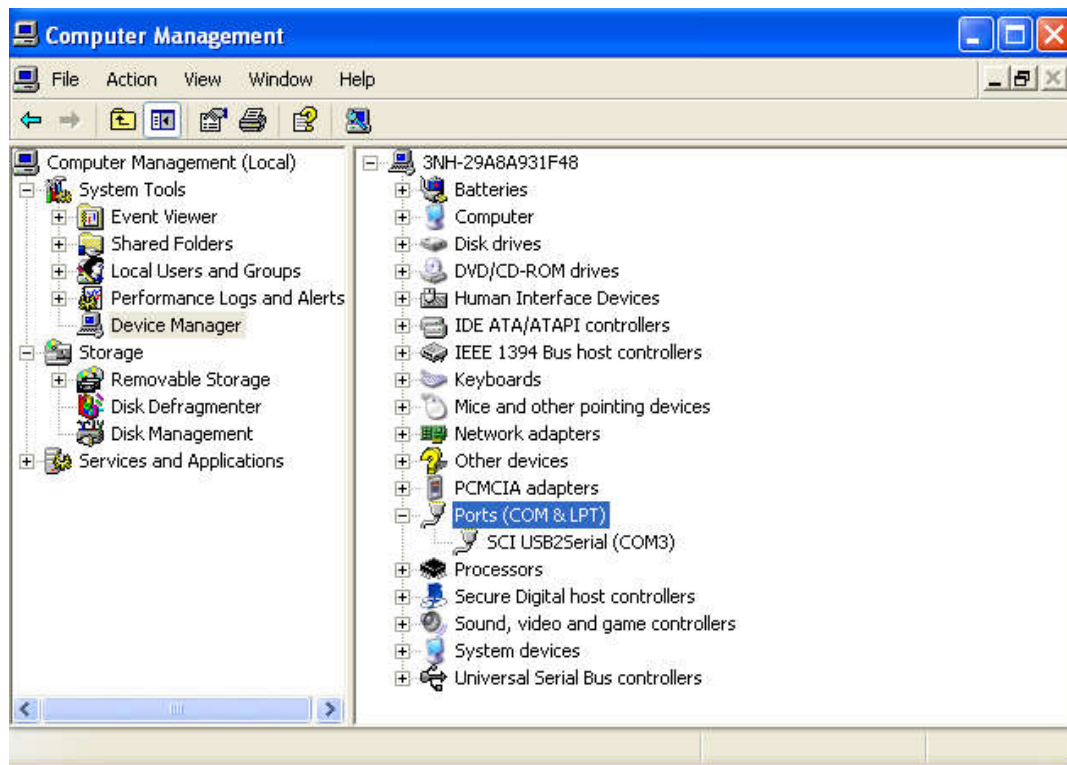 Computer Management
File Action View Window Help
Computer Management (Local)
System Tools
Event Viewer
Shared Folders
Local Users and Groups
Performance Logs and Alerts
Device Manager
Storage
Removable Storage
Disk Defragmenter
Disk Management
Services and Applications
3NH-29A8A931F48
Batteries
Computer
Disk drives
DVD/CD-ROM drives
Human Interface Devices
IDE ATA/ATAPI controllers
IEEE 1394 Bus host controllers
Keyboards
Mice and other pointing devices
Network adapters
Other devices
PCMCIA adapters
Ports (COM & LPT)
SCI USB2Serial (COM3)
Processors
Secure Digital host controllers
Sound, video and game controllers
System devices
Universal Serial Bus controllers